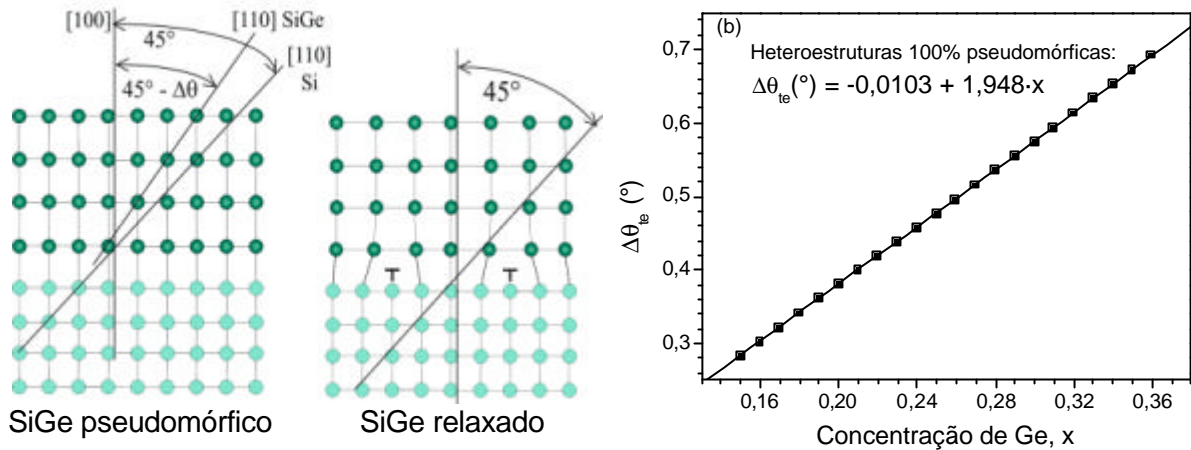 [100]
[110] SiGe
45°
[110]
Si
45° - Δθ
SiGe pseudomórfico
45°
SiGe relaxado
(b)
Heteroestruturas 100% pseudomórficas:
Δθte(°) = -0,0103 + 1,948·x
Δθte (°)
0,7
0,6
0,5
0,4
0,3
0,16 0,20 0,24 0,28 0,32 0,36
Concentração de Ge, x